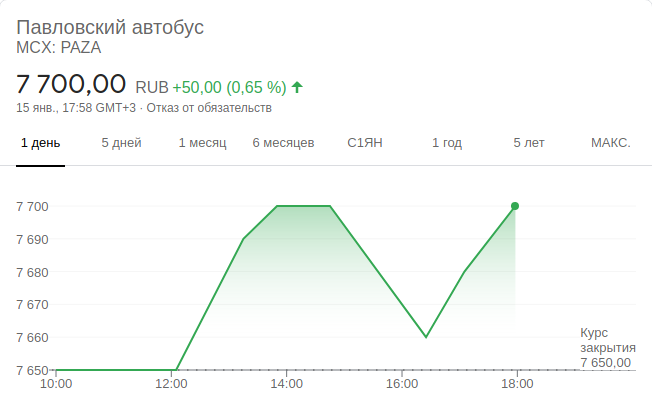 Павловский автобус
MCX: PAZA
7 700,00 RUB +50,00 (0,65 %)
15 янв., 17:58 GMT+3 · Отказ от обязательств
1 день 5 дней 1 месяц 6 месяцев С1ЯН 1 год 5 лет МАКС.
7 700
7 690
7 680
7 670
7 660
Курс
закрытия
7 650,00
7 650
10:00 12:00 14:00 16:00 18:00